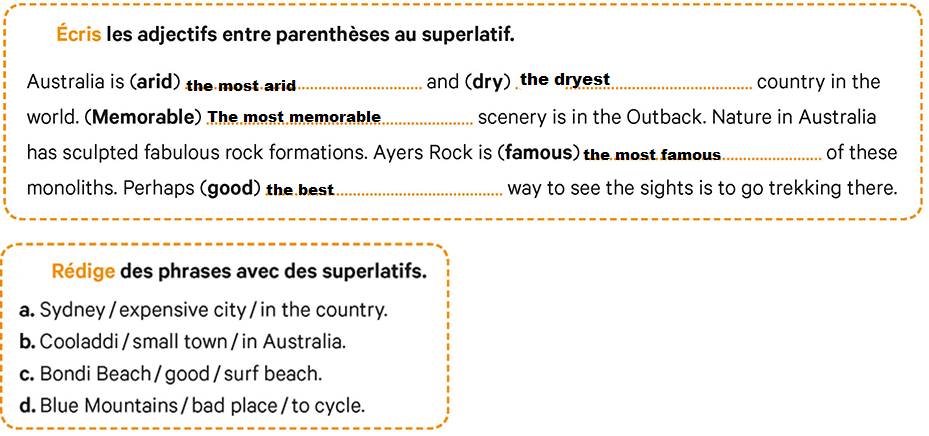 Écris les adjectifs entre parenthèses au superlatif.
Australia is (arid) the most arid and (dry) the dryest country in the
world. (Memorable) The most memorable scenery is in the Outback. Nature in Australia
has sculpted fabulous rock formations. Ayers Rock is (famous) the most famous of these
monoliths. Perhaps (good) the best way to see the sights is to go trekking there.
Rédige des phrases avec des superlatifs.
a. Sydney / expensive city / in the country.
b. Cooladdi / small town / in Australia.
c. Bondi Beach / good / surf beach.
d. Blue Mountains / bad place / to cycle.